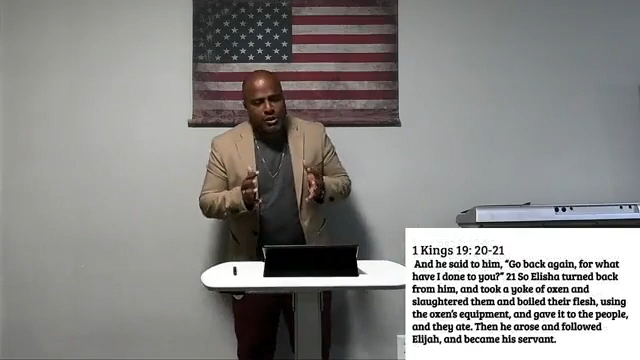 1 Kings 19: 20-21
And he said to him, “Go back again, for what
have I done to you?” 21 So Elisha turned back
from him, and took a yoke of oxen and
slaughtered them and boiled their flesh, using
the oxen’s equipment, and gave it to the people,
and they ate. Then he arose and followed
Elijah, and became his servant.